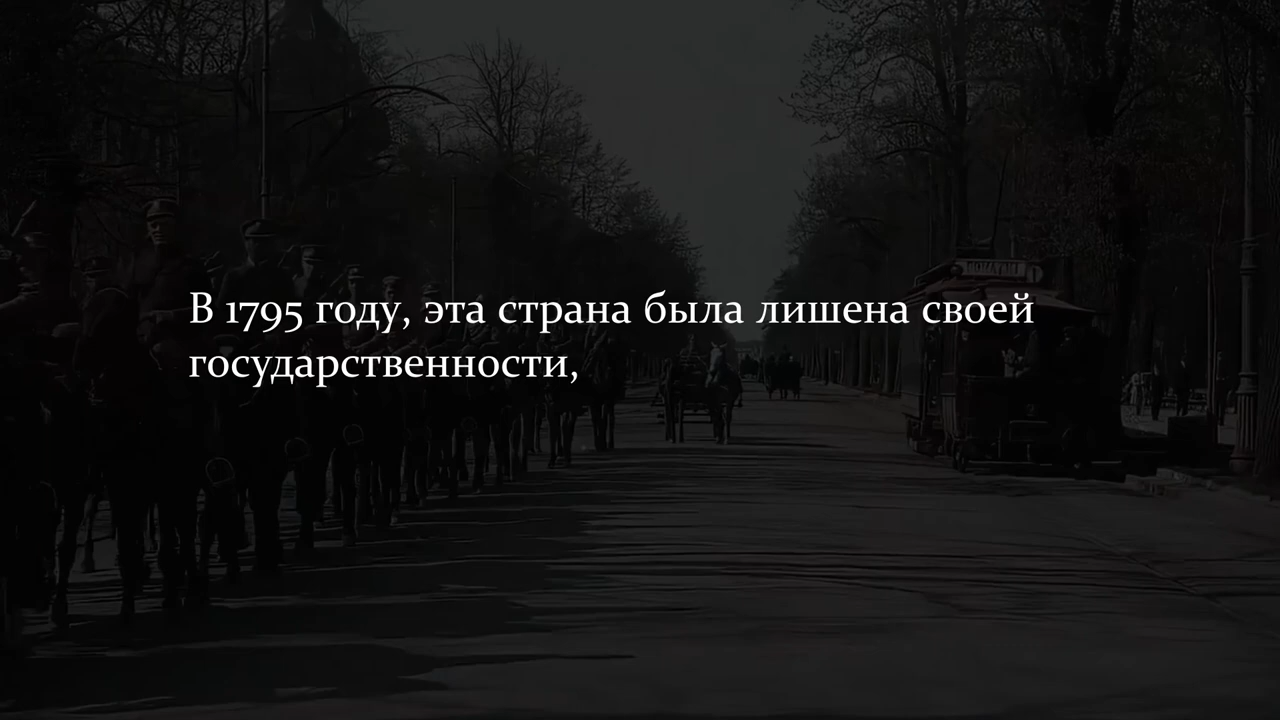 В 1795 году, эта страна была лишена своей
государственности,